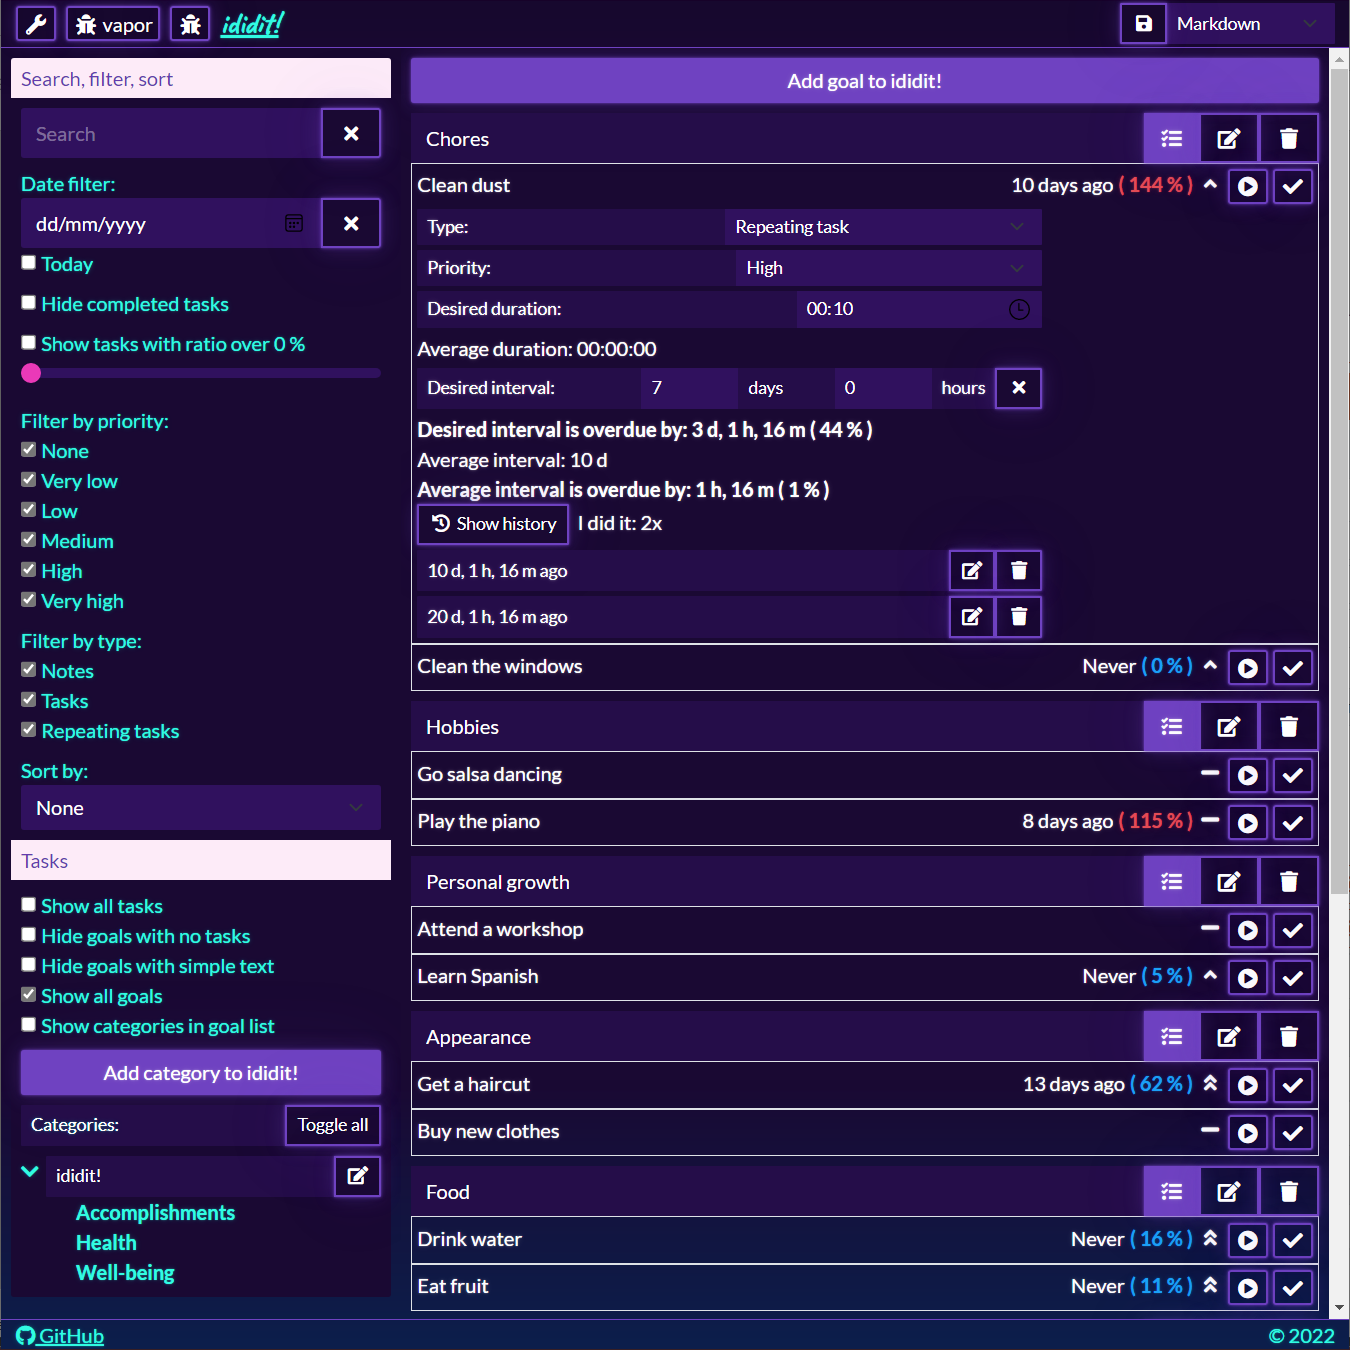 vapor
ididit!
Markdown
Search, filter, sort
Search
Date filter:
dd/mm/yyyy
Today
Hide completed tasks
Show tasks with ratio over 0 %
Filter by priority:
None
Very low
Low
Medium
High
Very high
Filter by type:
Notes
Tasks
Repeating tasks
Sort by:
None
Tasks
Show all tasks
Hide goals with no tasks
Hide goals with simple text
Show all goals
Show categories in goal list
Add category to ididit!
Categories:
Toggle all
ididit!
Accomplishments
Health
Well-being
Add goal to ididit!
Chores
Clean dust 10 days ago ( 144 % )
Type: Repeating task
Priority: High
Desired duration: 00:10
Average duration: 00:00:00
Desired interval: 7 days 0 hours
Desired interval is overdue by: 3 d, 1 h, 16 m ( 44 % )
Average interval: 10 d
Average interval is overdue by: 1 h, 16 m ( 1 % )
Show history I did it: 2x
10 d, 1 h, 16 m ago
20 d, 1 h, 16 m ago
Clean the windows Never ( 0 % )
Hobbies
Go salsa dancing
Play the piano 8 days ago ( 115 % )
Personal growth
Attend a workshop
Learn Spanish Never ( 5 % )
Appearance
Get a haircut 13 days ago ( 62 % )
Buy new clothes
Food
Drink water Never ( 16 % )
Eat fruit Never ( 11 % )
GitHub
© 2022